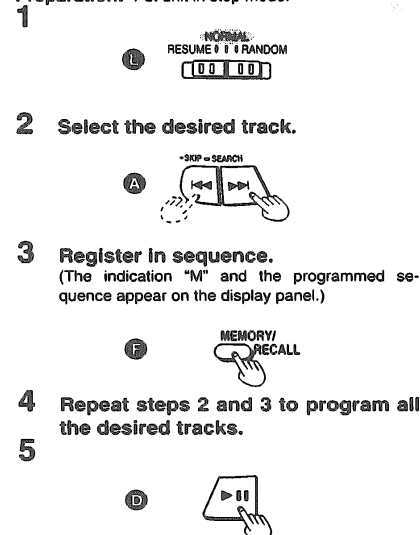 1
NORMAL
RESUME RANDOM
L
2 Select the desired track.
SKIP SEARCH
A
3 Register in sequence.
(The indication "M" and the programmed se-
quence appear on the display panel.)
MEMORY/
F RECALL
4 Repeat steps 2 and 3 to program all
the desired tracks.
5
D